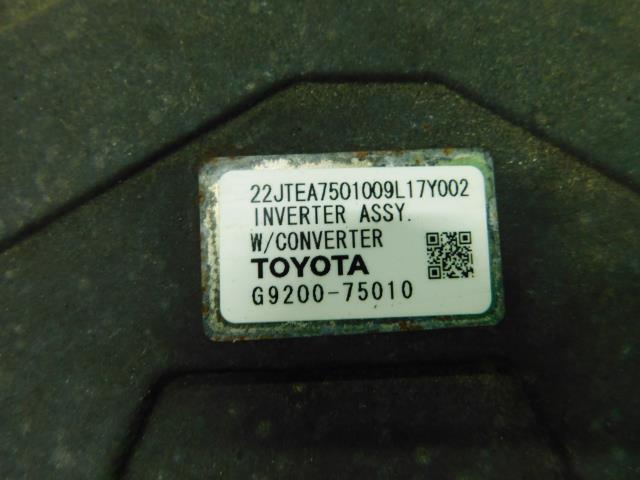 22JTEA7501009L17Y002
INVERTER ASSY.
W/CONVERTER
TOYOTA
G9200-75010